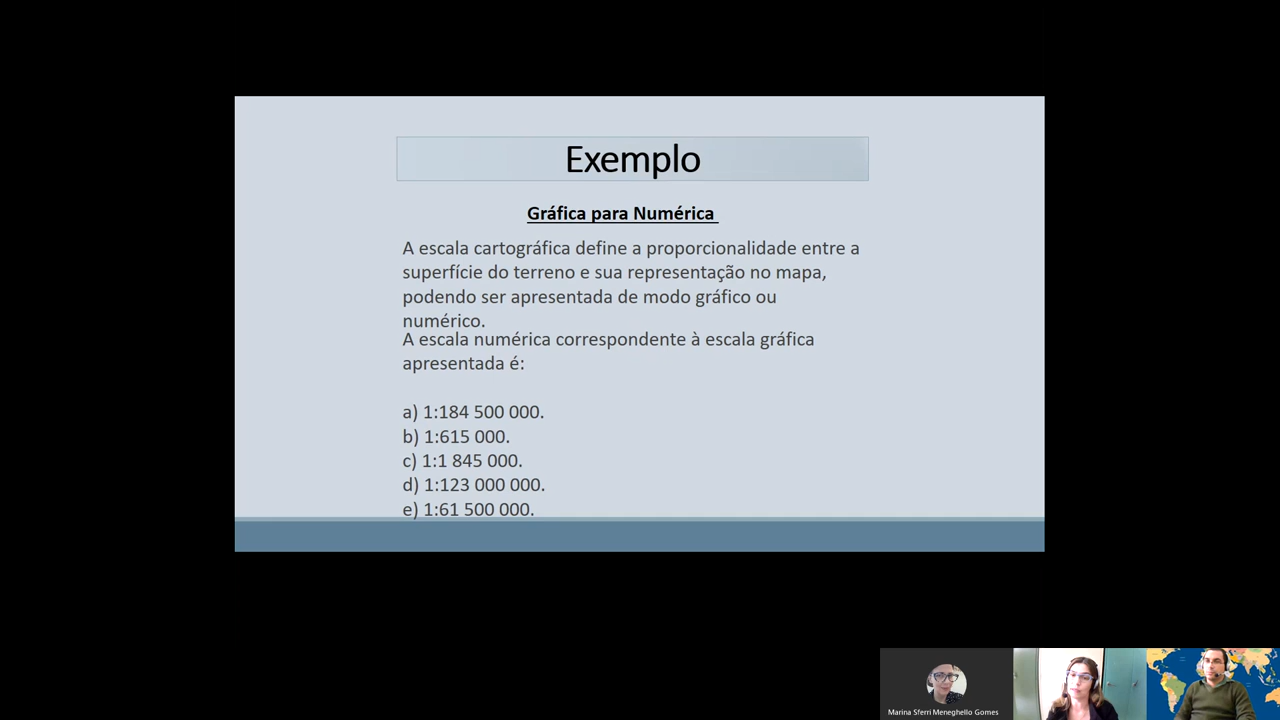 Exemplo
Gráfica para Numérica
A escala cartográfica define a proporcionalidade entre a
superfície do terreno e sua representação no mapa,
podendo ser apresentada de modo gráfico ou
numérico.
A escala numérica correspondente à escala gráfica
apresentada é:
a) 1:184 500 000.
b) 1:615 000.
c) 1:1 845 000.
d) 1:123 000 000.
e) 1:61 500 000.
Marina Sferri Meneghello Gomes